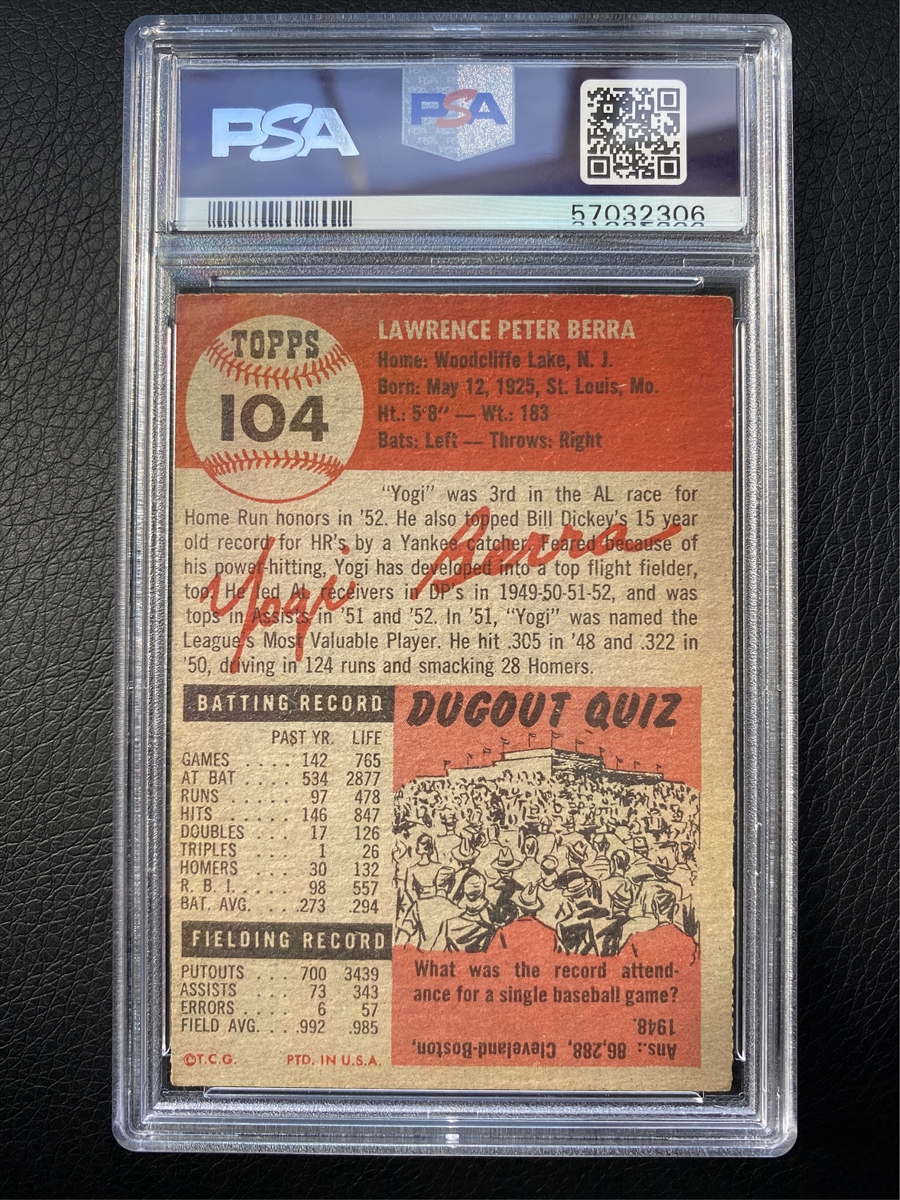 PSA
PSA
57032306
TOPPS
104
LAWRENCE PETER BERRA
Home: Woodcliffe Lake, N. J.
Born: May 12, 1925, St. Louis, Mo.
Ht.: 5'8" — Wt.: 183
Bats: Left — Throws: Right
"Yogi" was 3rd in the AL race for
Home Run honors in '52. He also topped Bill Dickey's 15 year
old record for HR's by a Yankee catcher. Feared because of
his power-hitting, Yogi has developed into a top flight fielder,
too. He led AL receivers in DP's in 1949-50-51-52, and was
tops in Assists in '51 and '52. In '51, "Yogi" was named the
League's Most Valuable Player. He hit .305 in '48 and .322 in
'50, driving in 124 runs and smacking 28 Homers.
Yogi Berra
BATTING RECORD
PAST YR. LIFE
GAMES . . . . 142 765
AT BAT . . . . 534 2877
RUNS . . . . . 97 478
HITS . . . . . 146 847
DOUBLES . . . 17 126
TRIPLES . . . 1 26
HOMERS . . . 30 132
R. B. I. . . . . 98 557
BAT. AVG. . . .273 .294
FIELDING RECORD
PUTOUTS . . . 700 3439
ASSISTS . . . 73 343
ERRORS . . . 6 57
FIELD AVG. . . .992 .985
©T.C.G. PTD. IN U.S.A.
DUGOUT QUIZ
What was the record attend-
ance for a single baseball game?
Ans.: 86,288, Cleveland-Boston,
1948.